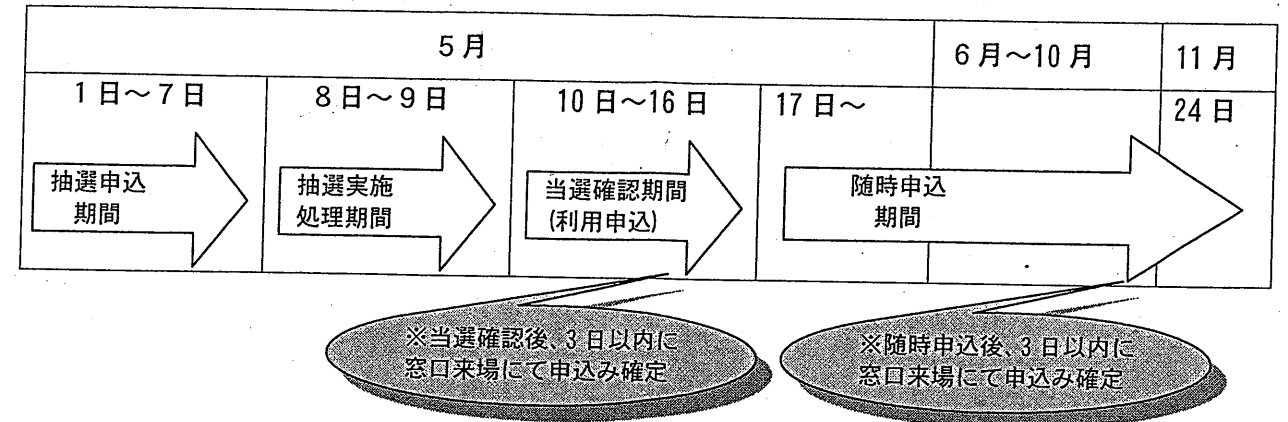 5月
6月～10月
11月
1日～7日
8日～9日
10日～16日
17日～
24日
抽選申込
期間
抽選実施
処理期間
当選確認期間
(利用申込)
随時申込
期間
※当選確認後、3日以内に
窓口来場にて申込み確定
※随時申込後、3日以内に
窓口来場にて申込み確定